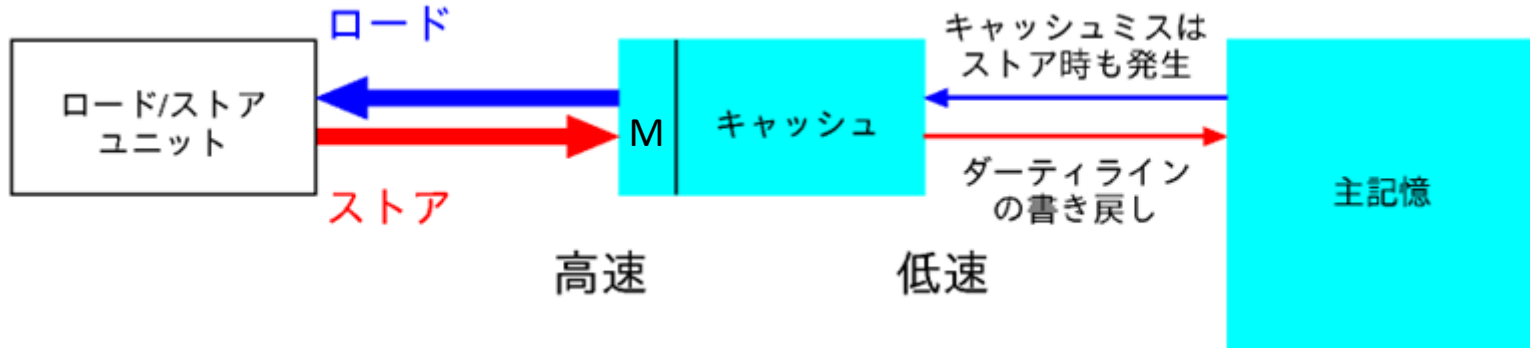 ロード
キャッシュミスは
ストア時も発生
ロード/ストア
ユニット
M
キャッシュ
ダーティライン
の書き戻し
主記憶
ストア
高速
低速